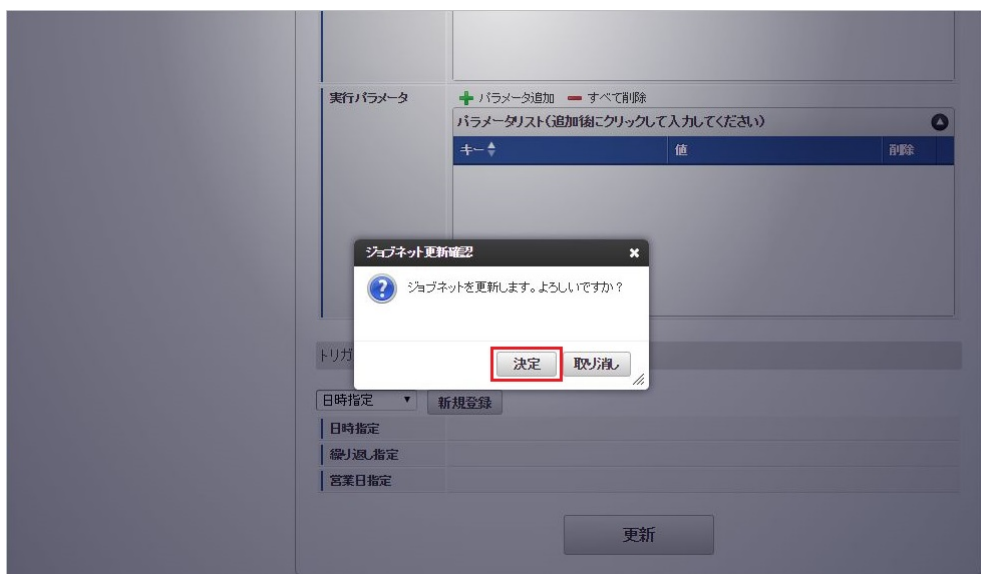 実行パラメータ
パラメータ追加 すべて削除
パラメータリスト(追加後にクリックして入力してください)
キー 値 削除
ジョブネット更新確認
ジョブネットを更新します。よろしいですか?
決定 取り消し
トリガ
日時指定 新規登録
日時指定
繰り返し指定
営業日指定
更新